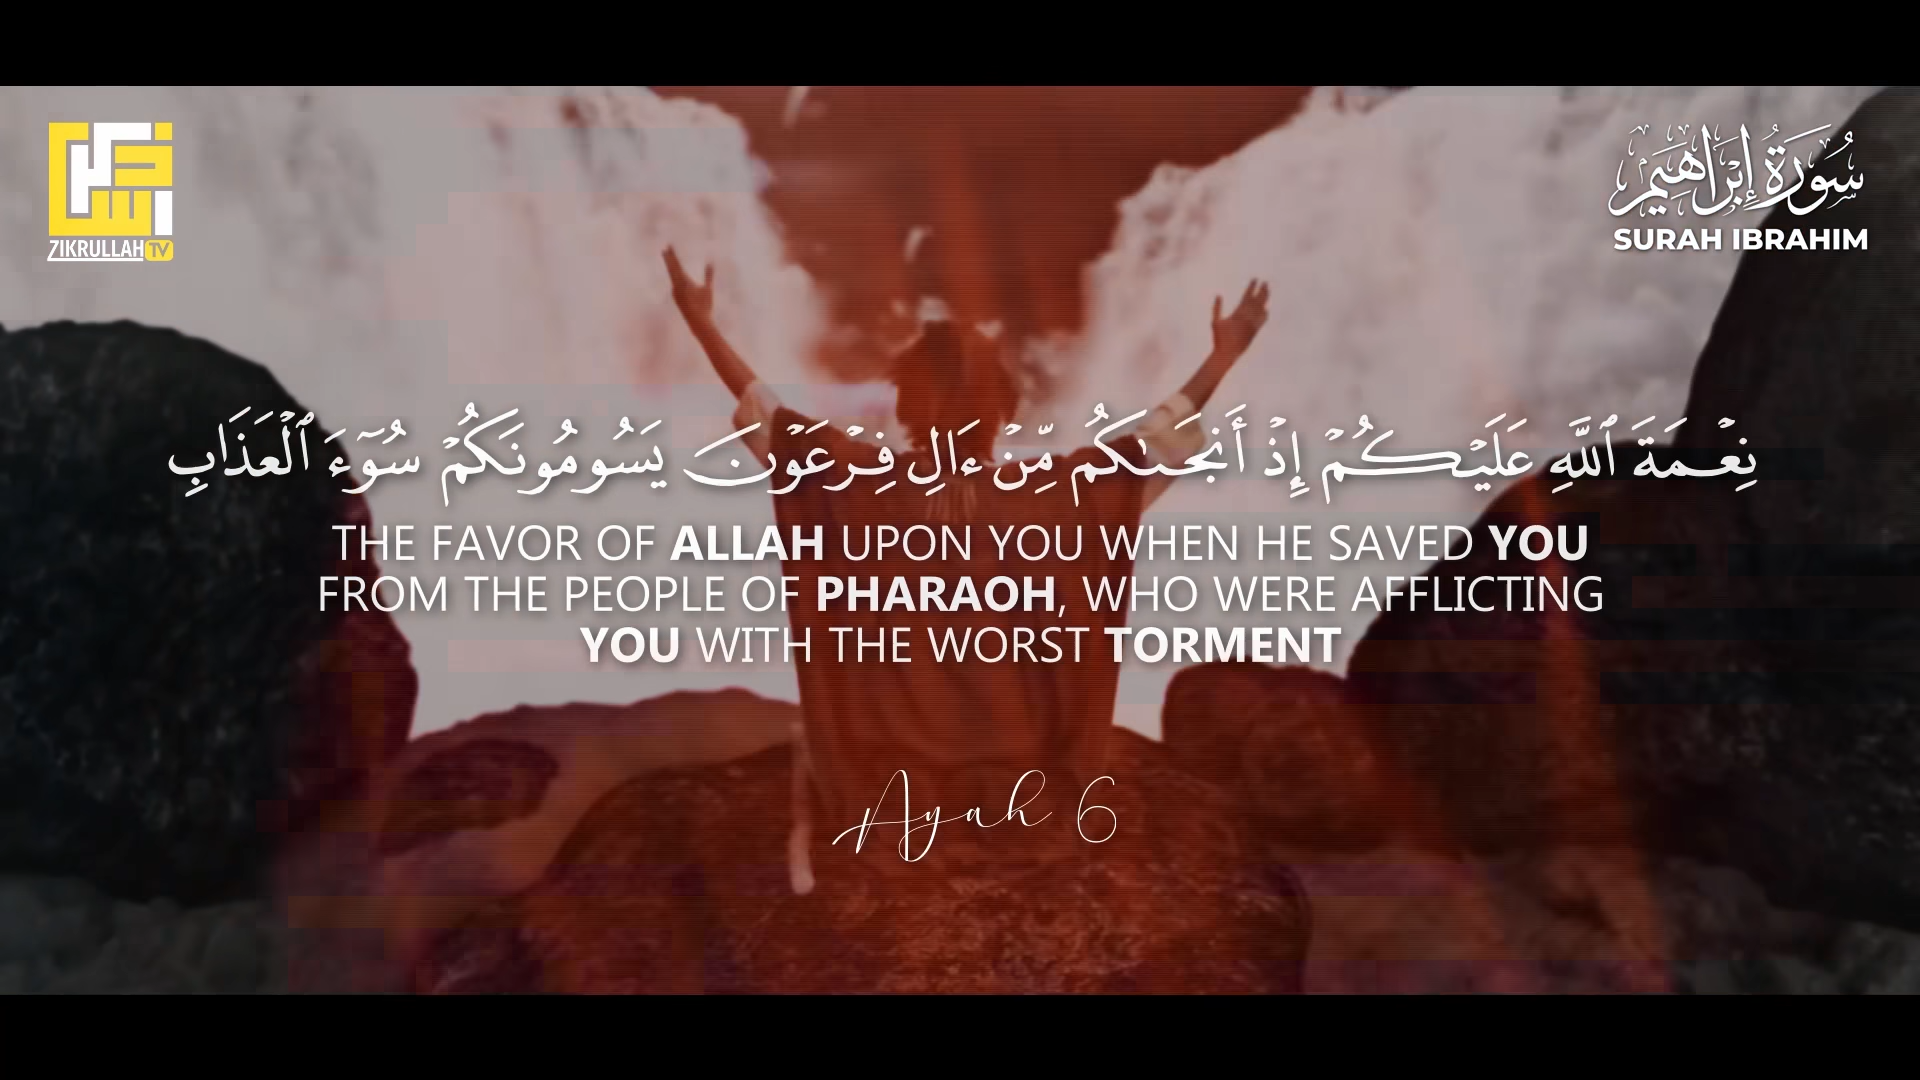 ZIKRULLAH TV
سُورَةُ إِبْرَاهِيم
SURAH IBRAHIM
نِعْمَةَ ٱللَّهِ عَلَيْكُمْ إِذْ أَنجَىٰكُم مِّنْ ءَالِ فِرْعَوْنَ يَسُومُونَكُمْ سُوٓءَ ٱلْعَذَابِ
THE FAVOR OF ALLAH UPON YOU WHEN HE SAVED YOU
FROM THE PEOPLE OF PHARAOH, WHO WERE AFFLICTING
YOU WITH THE WORST TORMENT
Ayah 6